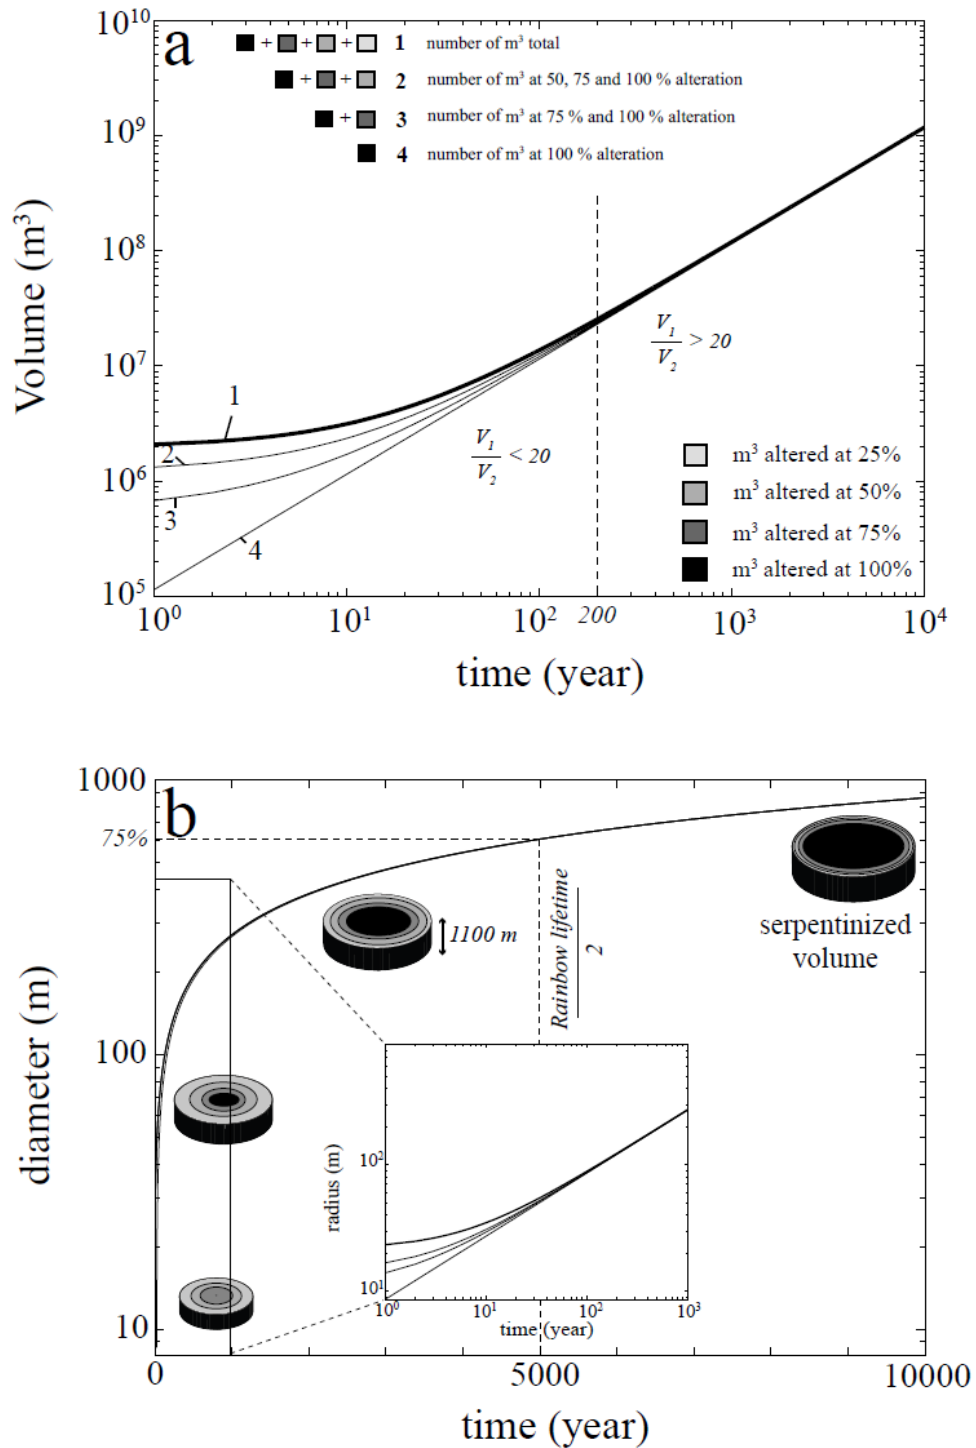 a
10¹⁰
10⁹
10⁸
10⁷
10⁶
10⁵
Volume (m³)
+ + + 1 number of m³ total
+ + 2 number of m³ at 50, 75 and 100 % alteration
+ 3 number of m³ at 75 % and 100 % alteration
4 number of m³ at 100 % alteration
V₁
V₂
> 20
V₁
V₂
< 20
1
2
3
4
m³ altered at 25%
m³ altered at 50%
m³ altered at 75%
m³ altered at 100%
10⁰ 10¹ 10² 200 10³ 10⁴
time (year)
b
1000
75%
100
10
diameter (m)
1100 m
Rainbow lifetime
2
serpentinized
volume
radius (m)
10²
10¹
10⁰ 10¹ 10² 10³
time (year)
0 5000 10000
time (year)